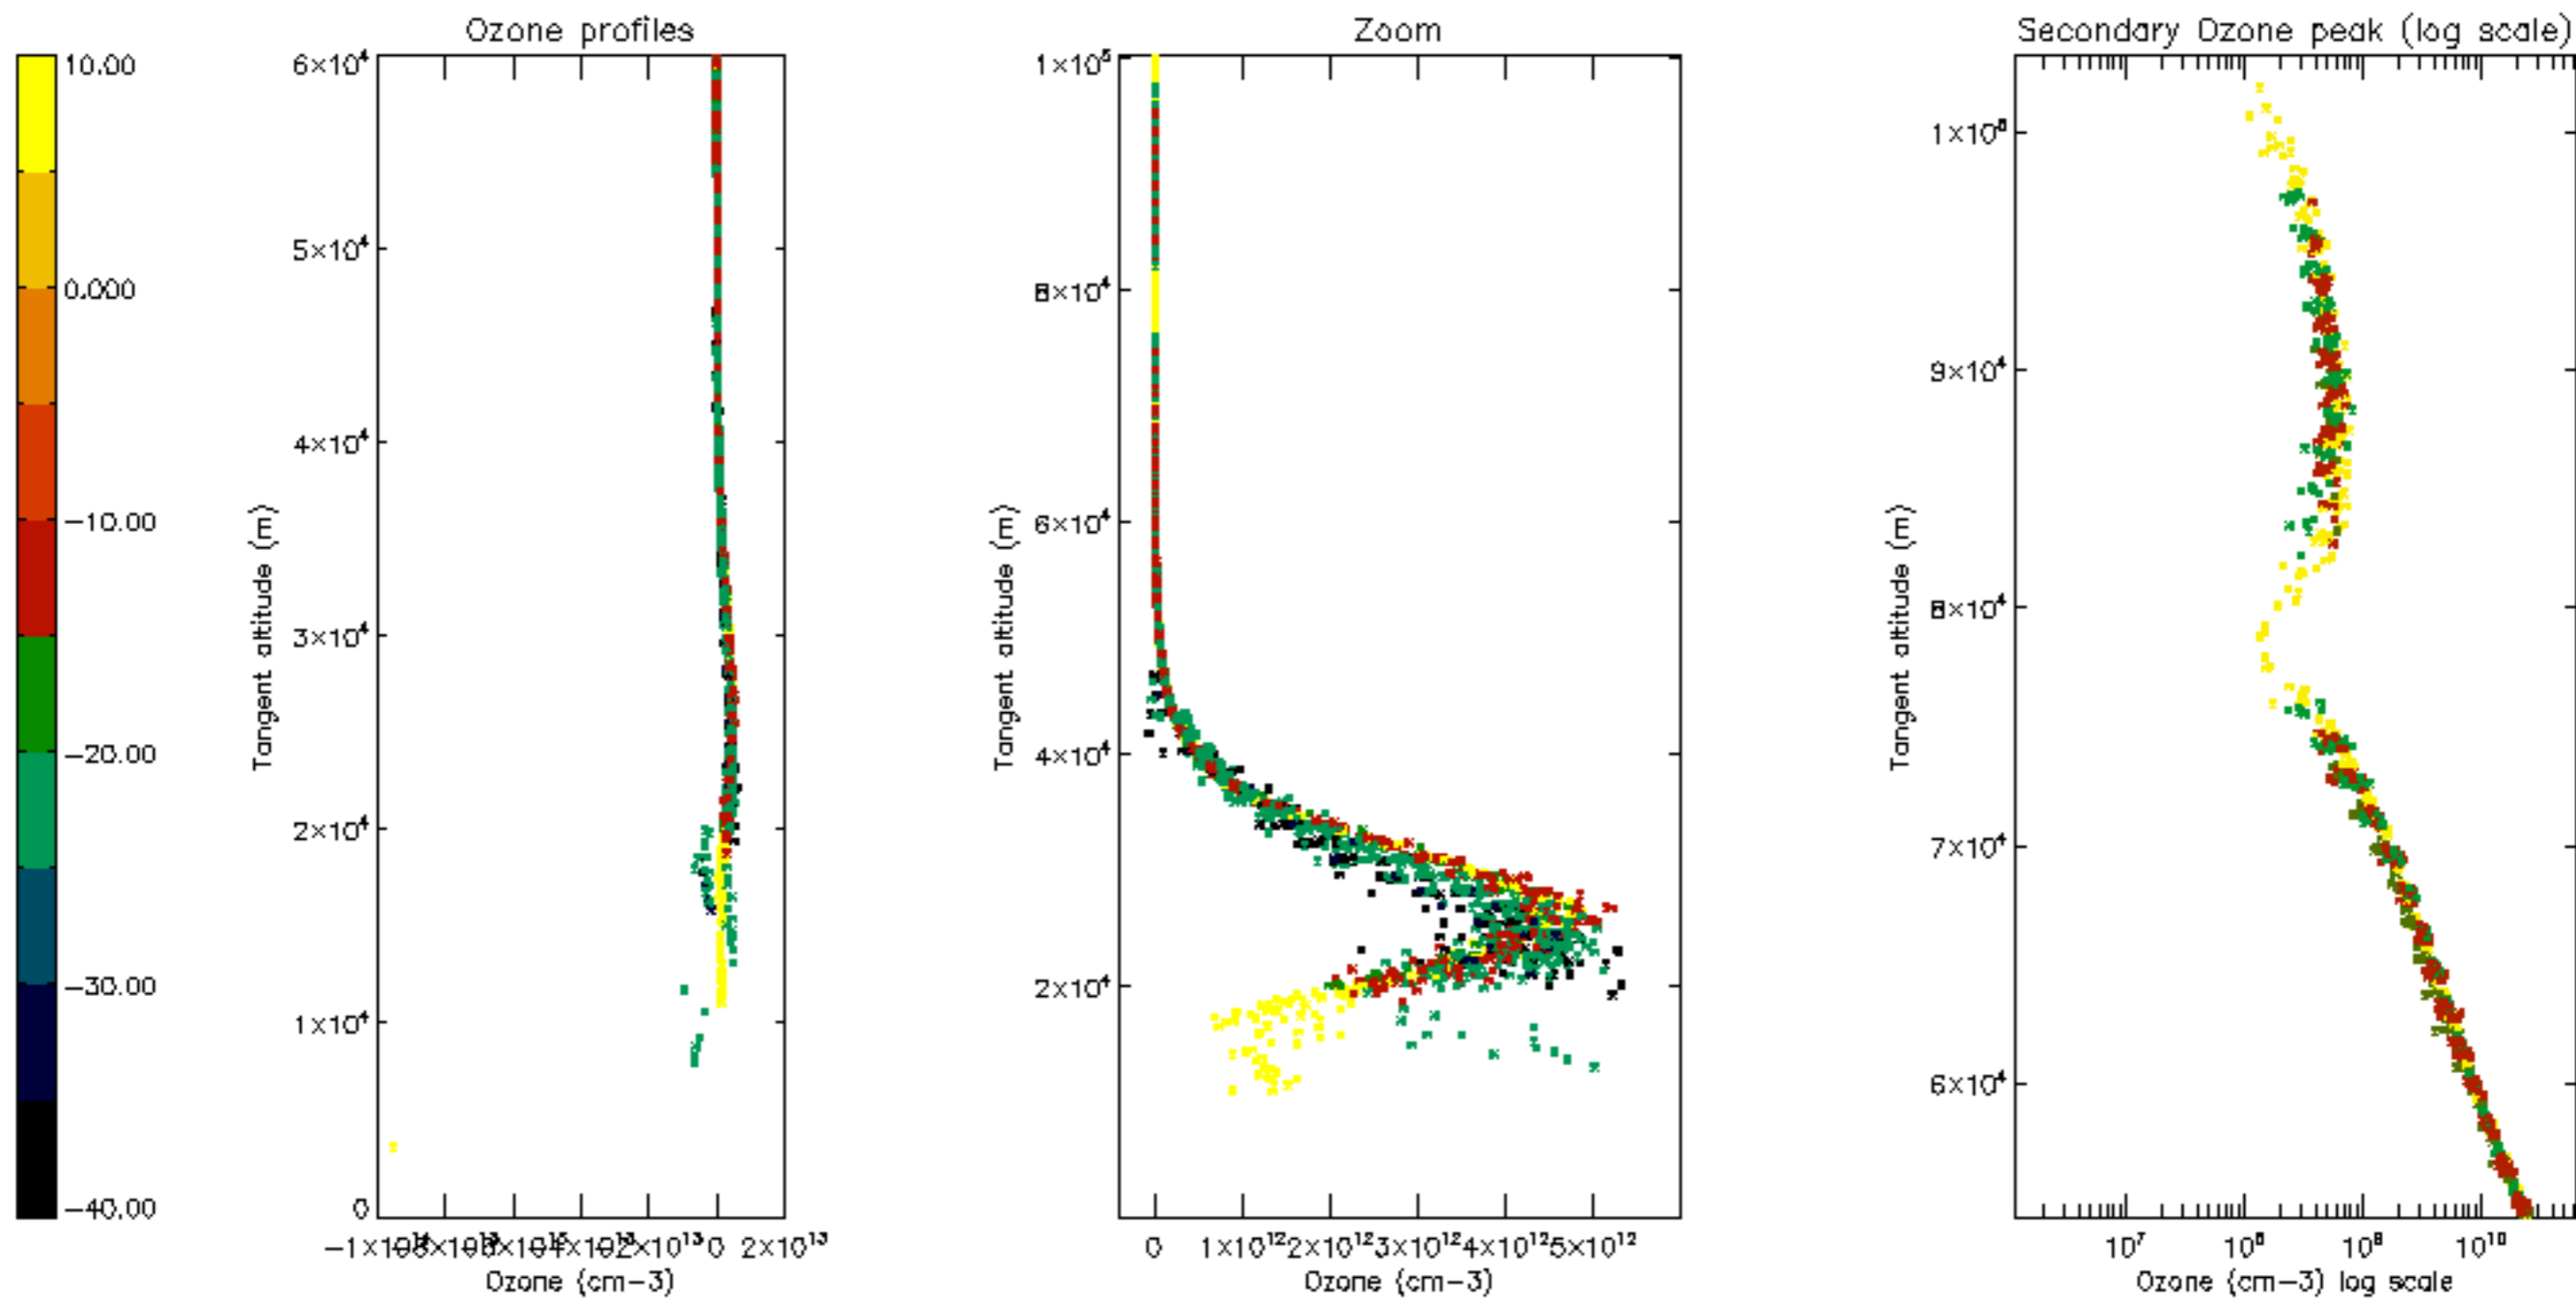 Ozone profiles
Zoom
Secondary Ozone peak (log scale)
10.00
0.000
−10.00
−20.00
−30.00
−40.00
6×10⁴
5×10⁴
4×10⁴
3×10⁴
2×10⁴
1×10⁴
0
Tangent altitude (m)
0 2×10¹³
Ozone (cm−3)
1×10⁵
8×10⁴
6×10⁴
4×10⁴
2×10⁴
Tangent altitude (m)
0 1×10¹² 2×10¹² 3×10¹² 4×10¹² 5×10¹²
Ozone (cm−3)
9×10⁴
8×10⁴
7×10⁴
6×10⁴
Tangent altitude (m)
10⁷ 10⁸ 10⁹ 10¹⁰
Ozone (cm−3) log scale